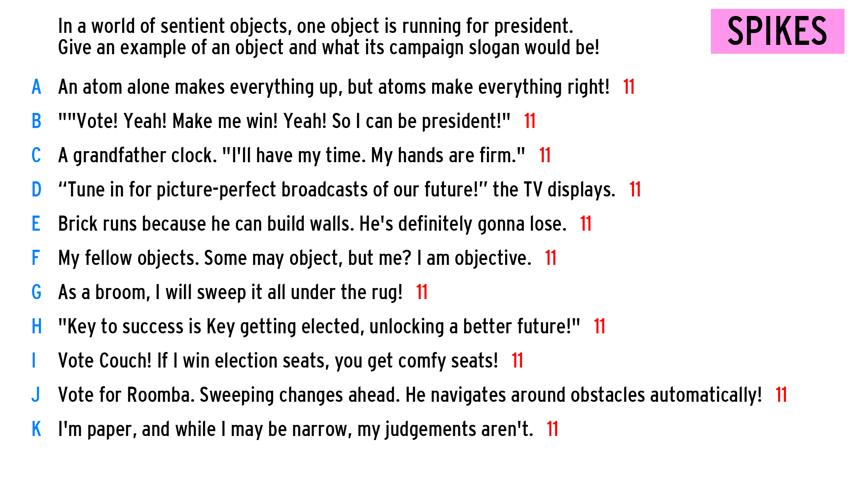 In a world of sentient objects, one object is running for president.
Give an example of an object and what its campaign slogan would be!
SPIKES
A An atom alone makes everything up, but atoms make everything right! 11
B ""Vote! Yeah! Make me win! Yeah! So I can be president!" 11
C A grandfather clock. "I'll have my time. My hands are firm." 11
D “Tune in for picture-perfect broadcasts of our future!” the TV displays. 11
E Brick runs because he can build walls. He's definitely gonna lose. 11
F My fellow objects. Some may object, but me? I am objective. 11
G As a broom, I will sweep it all under the rug! 11
H "Key to success is Key getting elected, unlocking a better future!" 11
I Vote Couch! If I win election seats, you get comfy seats! 11
J Vote for Roomba. Sweeping changes ahead. He navigates around obstacles automatically! 11
K I'm paper, and while I may be narrow, my judgements aren't. 11